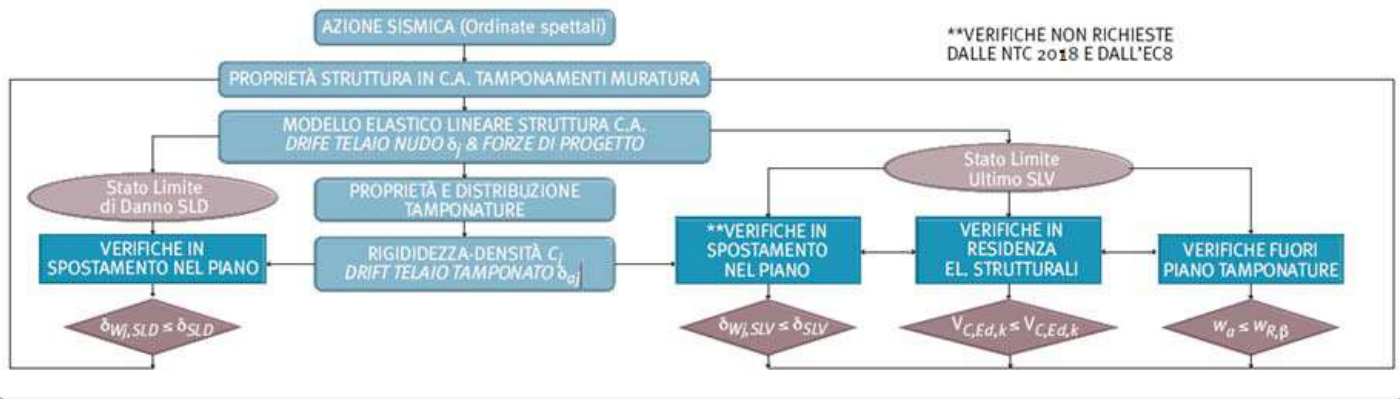 AZIONE SISMICA (Ordinate spettali)
**VERIFICHE NON RICHIESTE
DALLE NTC 2018 E DALL'EC8
PROPRIETÀ STRUTTURA IN C.A. TAMPONAMENTI MURATURA
MODELLO ELASTICO LINEARE STRUTTURA C.A.
DRIFE TELAIO NUDO δj & FORZE DI PROGETTO
Stato Limite
di Danno SLD
PROPRIETÀ E DISTRIBUZIONE
TAMPONATURE
Stato Limite
Ultimo SLV
VERIFICHE IN
SPOSTAMENTO NEL PIANO
RIGIDIDEZZA-DENSITÀ Cj
DRIFT TELAIO TAMPONATO δaj
**VERIFICHE IN
SPOSTAMENTO
NEL PIANO
VERIFICHE IN
RESIDENZA
EL. STRUTTURALI
VERIFICHE FUORI
PIANO TAMPONATURE
δWj,SLD ≤ δSLD
δWj,SLV ≤ δSLV
VC,Ed,k ≤ VC,Ed,k
wa ≤ wR,β